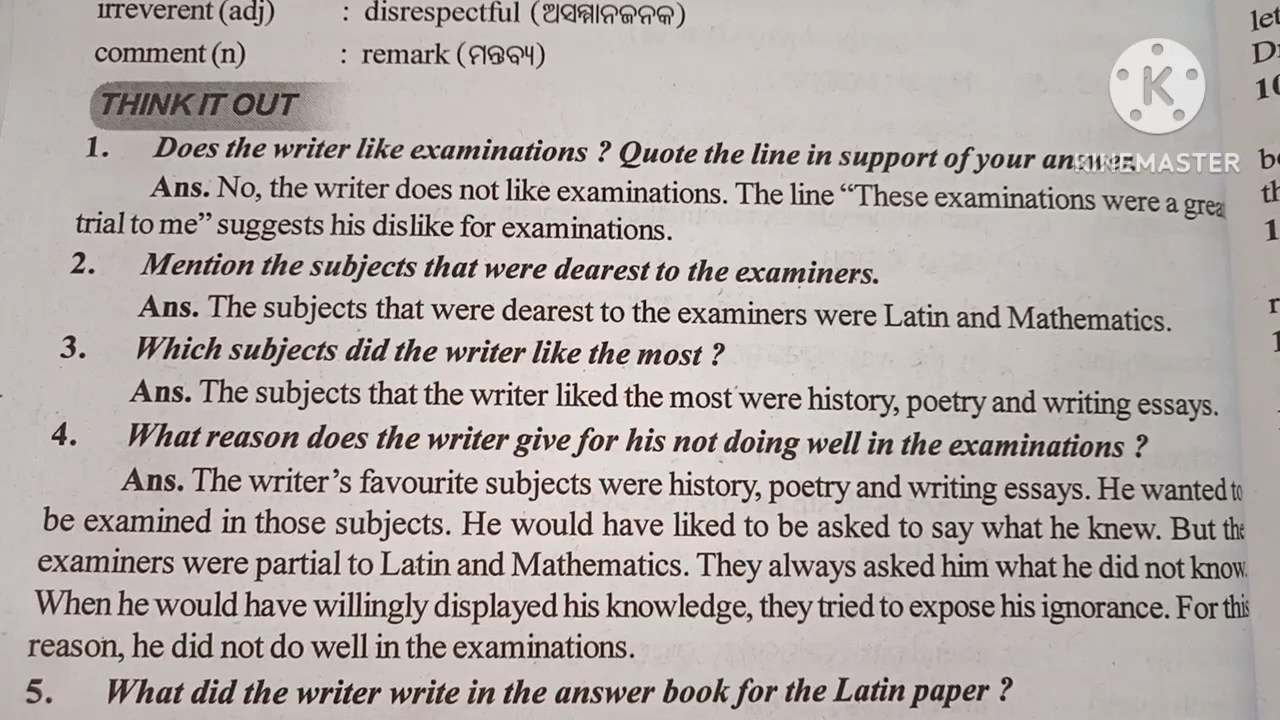 irreverent (adj) : disrespectful (ଅସମ୍ମାନଜନକ)
comment (n) : remark (ମନ୍ତବ୍ୟ)
THINK IT OUT
1. Does the writer like examinations ? Quote the line in support of your answer.
KINEMASTER
Ans. No, the writer does not like examinations. The line “These examinations were a grea
trial to me” suggests his dislike for examinations.
2. Mention the subjects that were dearest to the examiners.
Ans. The subjects that were dearest to the examiners were Latin and Mathematics.
3. Which subjects did the writer like the most ?
Ans. The subjects that the writer liked the most were history, poetry and writing essays.
4. What reason does the writer give for his not doing well in the examinations ?
Ans. The writer’s favourite subjects were history, poetry and writing essays. He wanted to
be examined in those subjects. He would have liked to be asked to say what he knew. But the
examiners were partial to Latin and Mathematics. They always asked him what he did not know.
When he would have willingly displayed his knowledge, they tried to expose his ignorance. For this
reason, he did not do well in the examinations.
5. What did the writer write in the answer book for the Latin paper ?
K
let